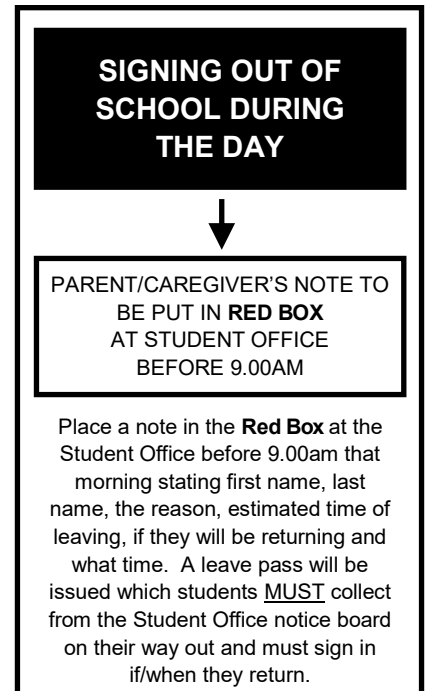 SIGNING OUT OF
SCHOOL DURING
THE DAY
PARENT/CAREGIVER'S NOTE TO
BE PUT IN RED BOX
AT STUDENT OFFICE
BEFORE 9.00AM
Place a note in the Red Box at the
Student Office before 9.00am that
morning stating first name, last
name, the reason, estimated time of
leaving, if they will be returning and
what time.  A leave pass will be
issued which students MUST collect
from the Student Office notice board
on their way out and must sign in
if/when they return.